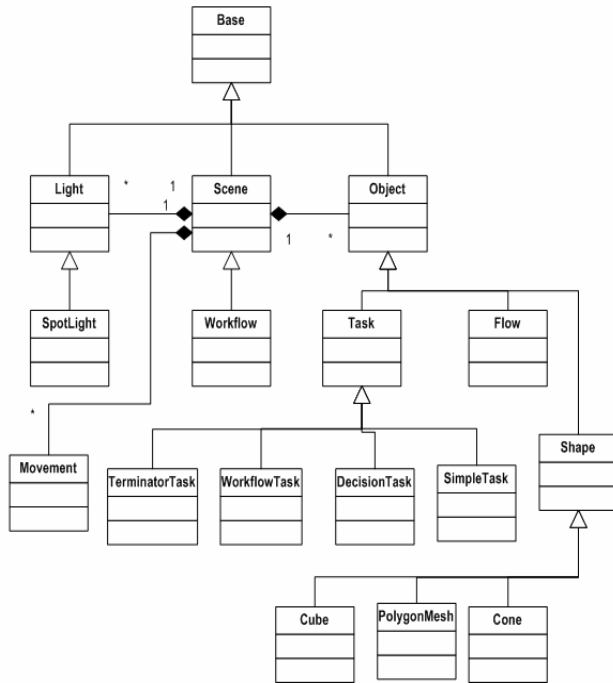 Base
Light
*
1
1
Scene
1
*
Object
SpotLight
Workflow
Task
Flow
*
Movement
TerminatorTask
WorkflowTask
DecisionTask
SimpleTask
Shape
Cube
PolygonMesh
Cone